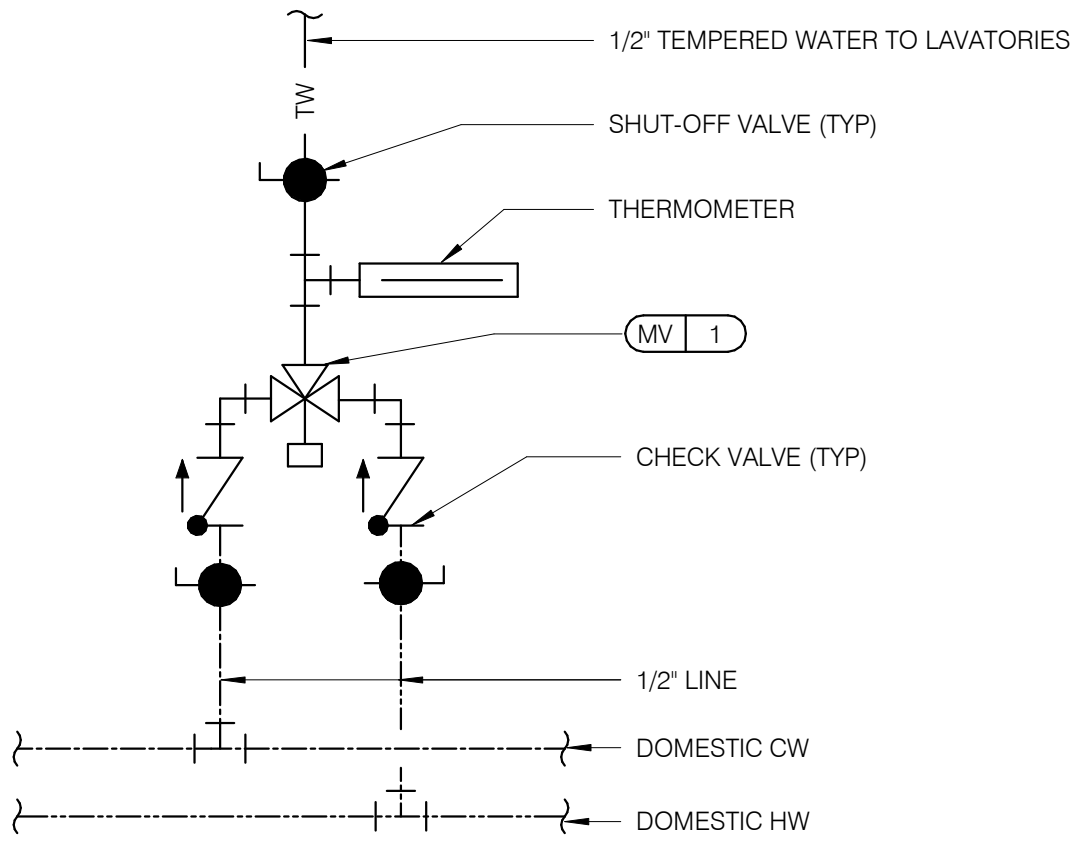 1/2" TEMPERED WATER TO LAVATORIES
TW
SHUT-OFF VALVE (TYP)
THERMOMETER
MV 1
CHECK VALVE (TYP)
1/2" LINE
DOMESTIC CW
DOMESTIC HW